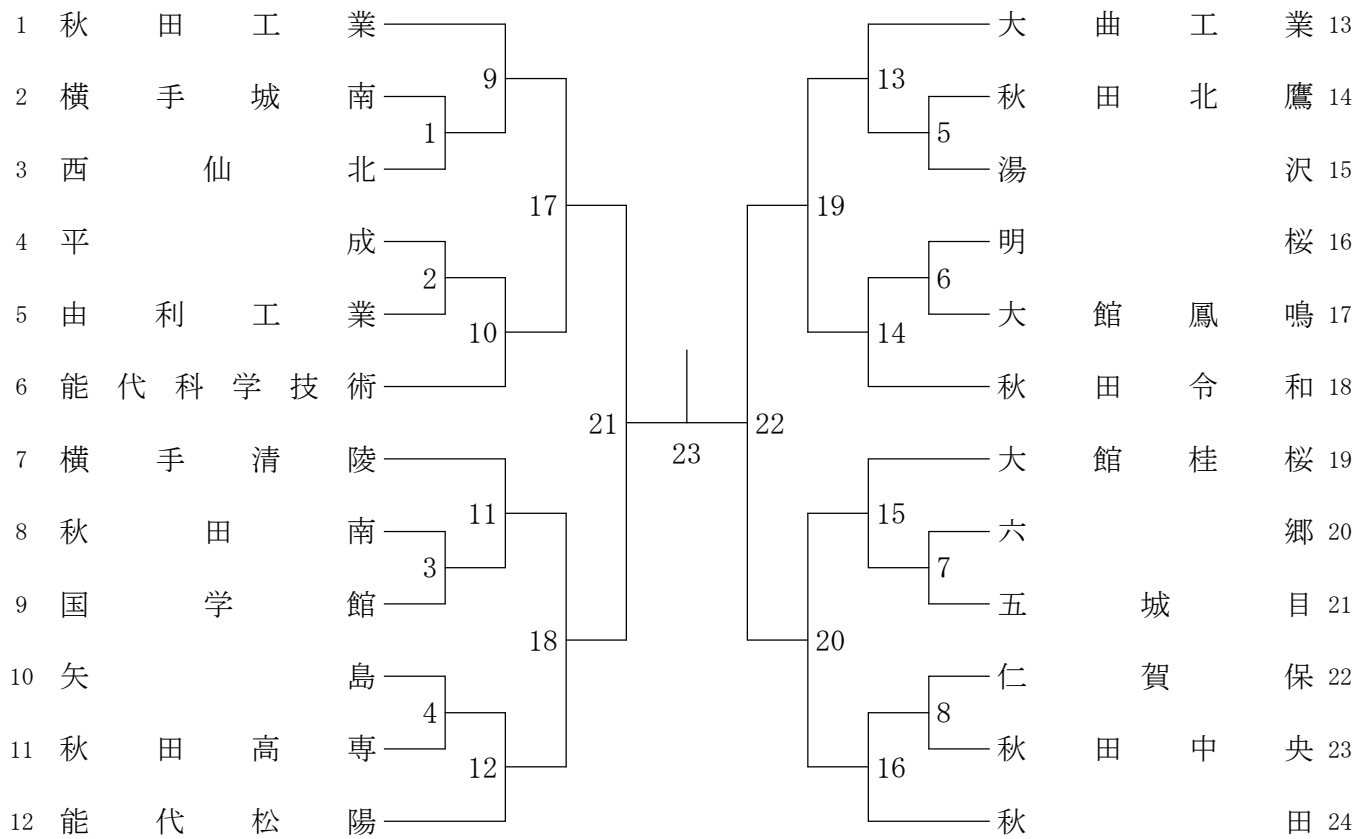 1 秋田工業
2 横手城南
3 西仙北
4 平成
5 由利工業
6 能代科学技術
7 横手清陵
8 秋田南
9 国学館
10 矢島
11 秋田高専
12 能代松陽
9
1
17
2
10
21
11
3
18
4
12
23
13
5
19
6
14
22
15
7
20
8
16
大曲工業 13
秋田北鷹 14
湯沢 15
明桜 16
大館鳳鳴 17
秋田令和 18
大館桂桜 19
六郷 20
五城目 21
仁賀保 22
秋田中央 23
秋田 24